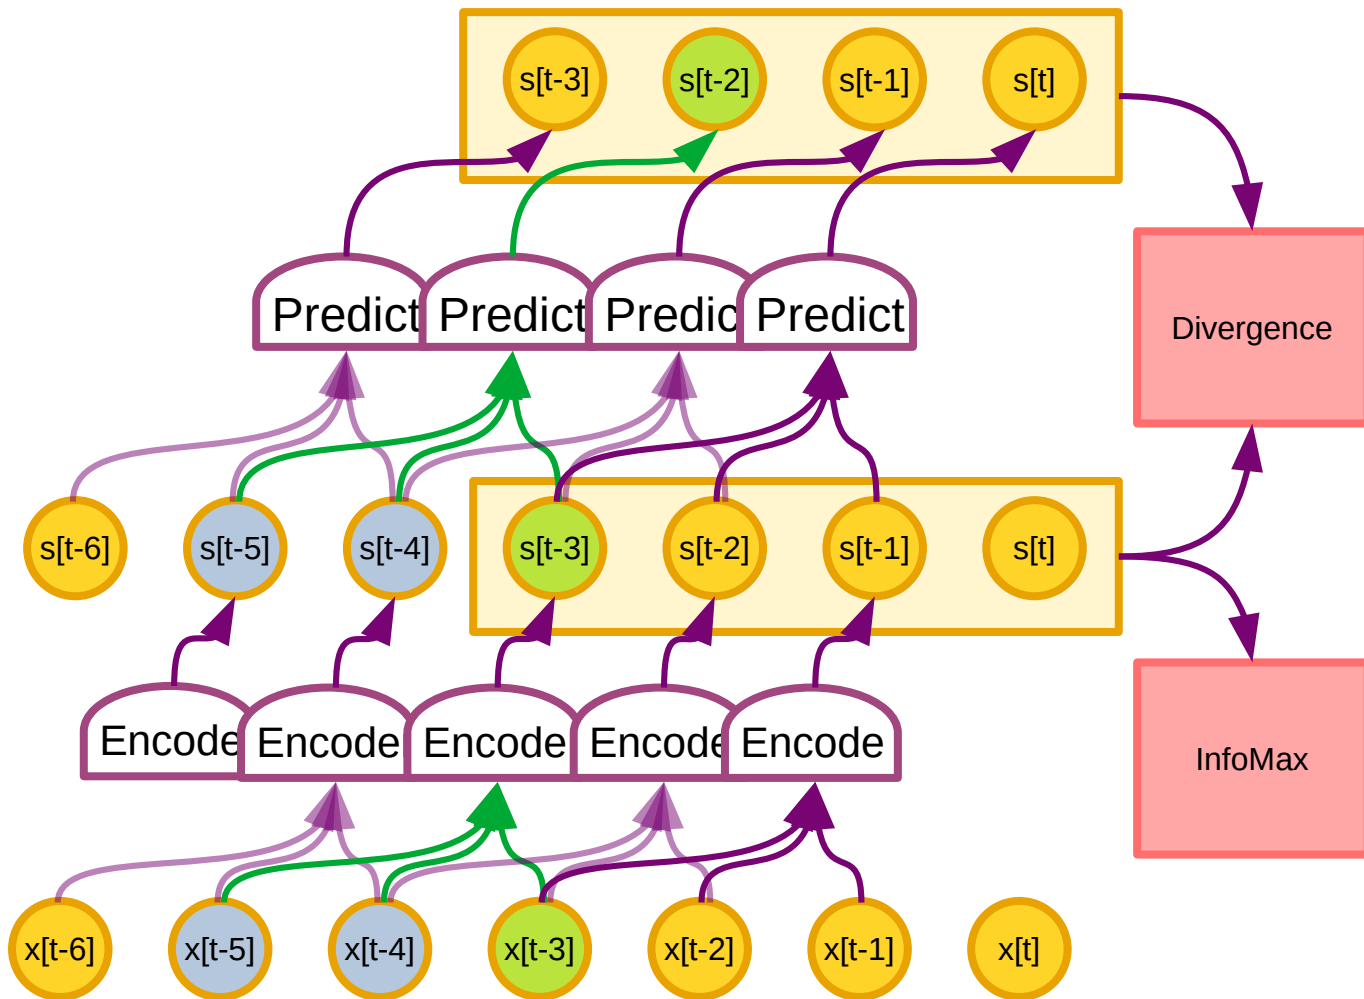 s[t-3] s[t-2] s[t-1] s[t]
Predict Predict Predic Predict
Divergence
s[t-6] s[t-5] s[t-4] s[t-3] s[t-2] s[t-1] s[t]
Encode Encode Encode Encode Encode
InfoMax
x[t-6] x[t-5] x[t-4] x[t-3] x[t-2] x[t-1] x[t]